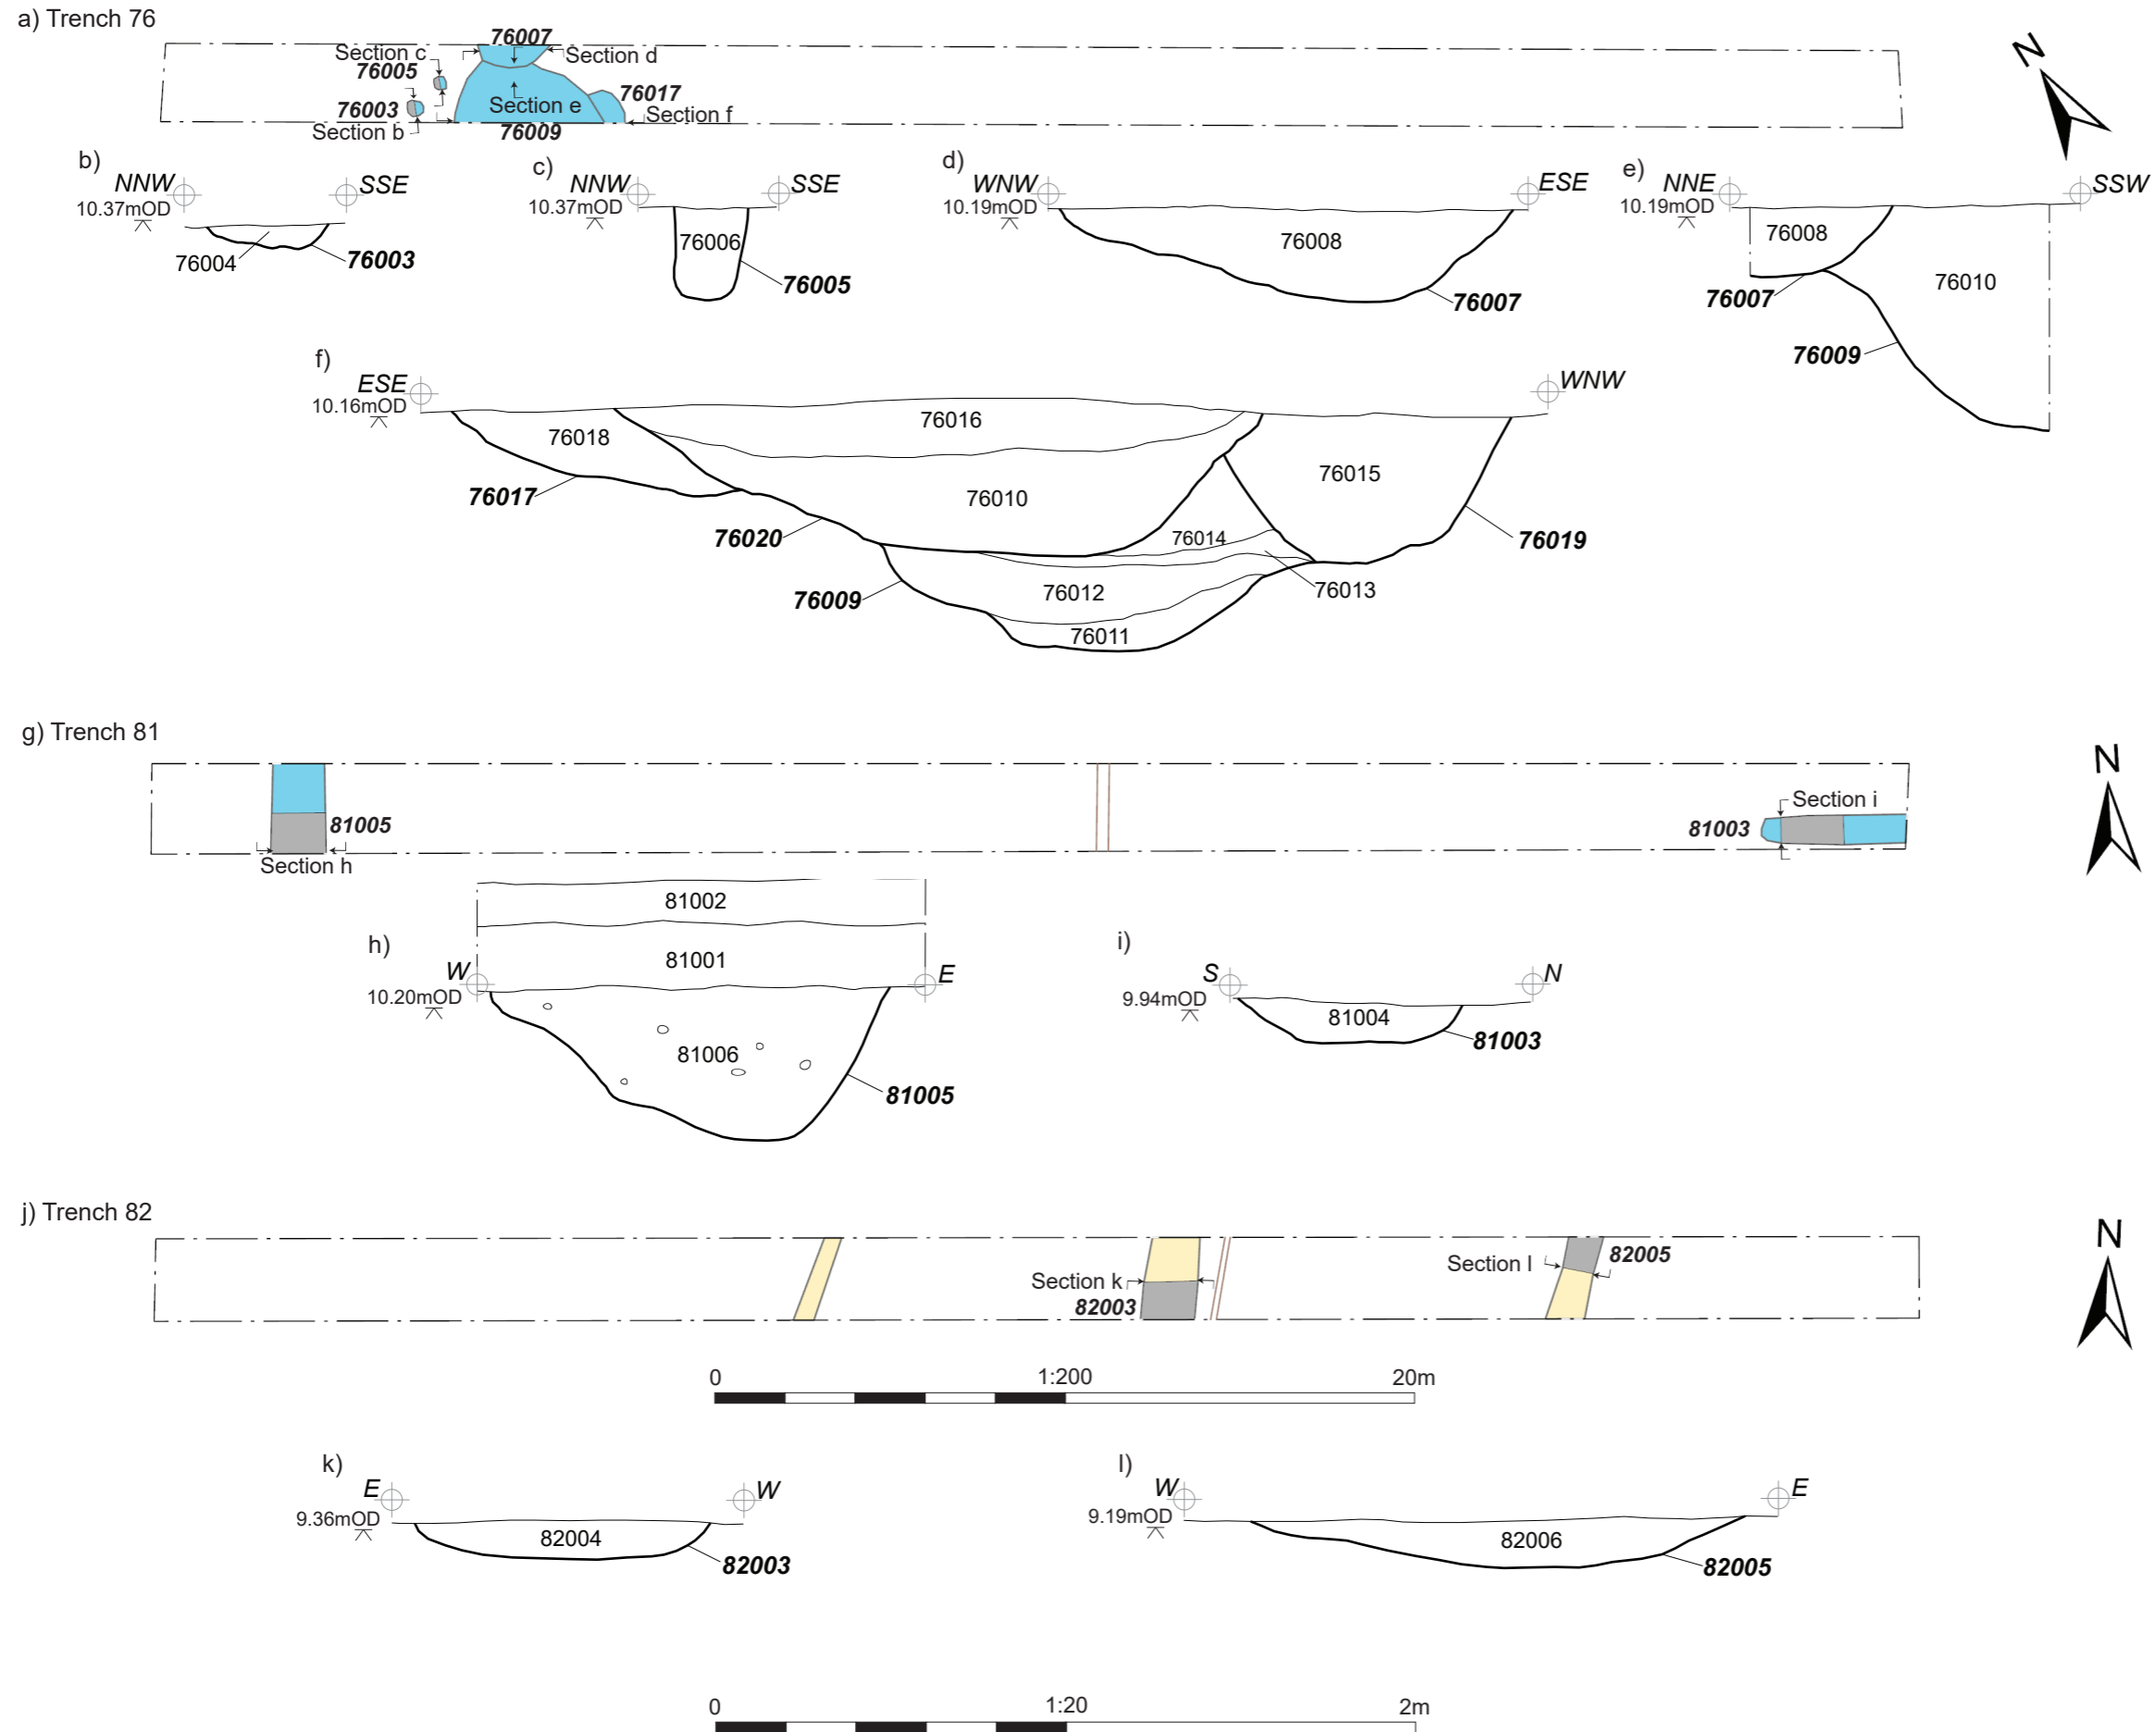 a) Trench 76
76007
Section c
Section d
76005
76003
Section e
76017
Section b
76009
Section f
N
b)
NNW
SSE
10.37mOD
76004
76003
c)
NNW
SSE
10.37mOD
76006
76005
d)
WNW
ESE
10.19mOD
76008
76007
e)
NNE
SSW
10.19mOD
76008
76010
76007
76009
f)
ESE
WNW
10.16mOD
76016
76018
76015
76010
76017
76020
76014
76019
76012
76013
76009
76011
g) Trench 81
N
81005
Section h
Section i
81003
h)
81002
81001
W
E
10.20mOD
81006
81005
i)
S
N
9.94mOD
81004
81003
j) Trench 82
N
Section k
82003
Section l
82005
0 1:200 20m
k)
E
W
9.36mOD
82004
82003
l)
W
E
9.19mOD
82006
82005
0 1:20 2m